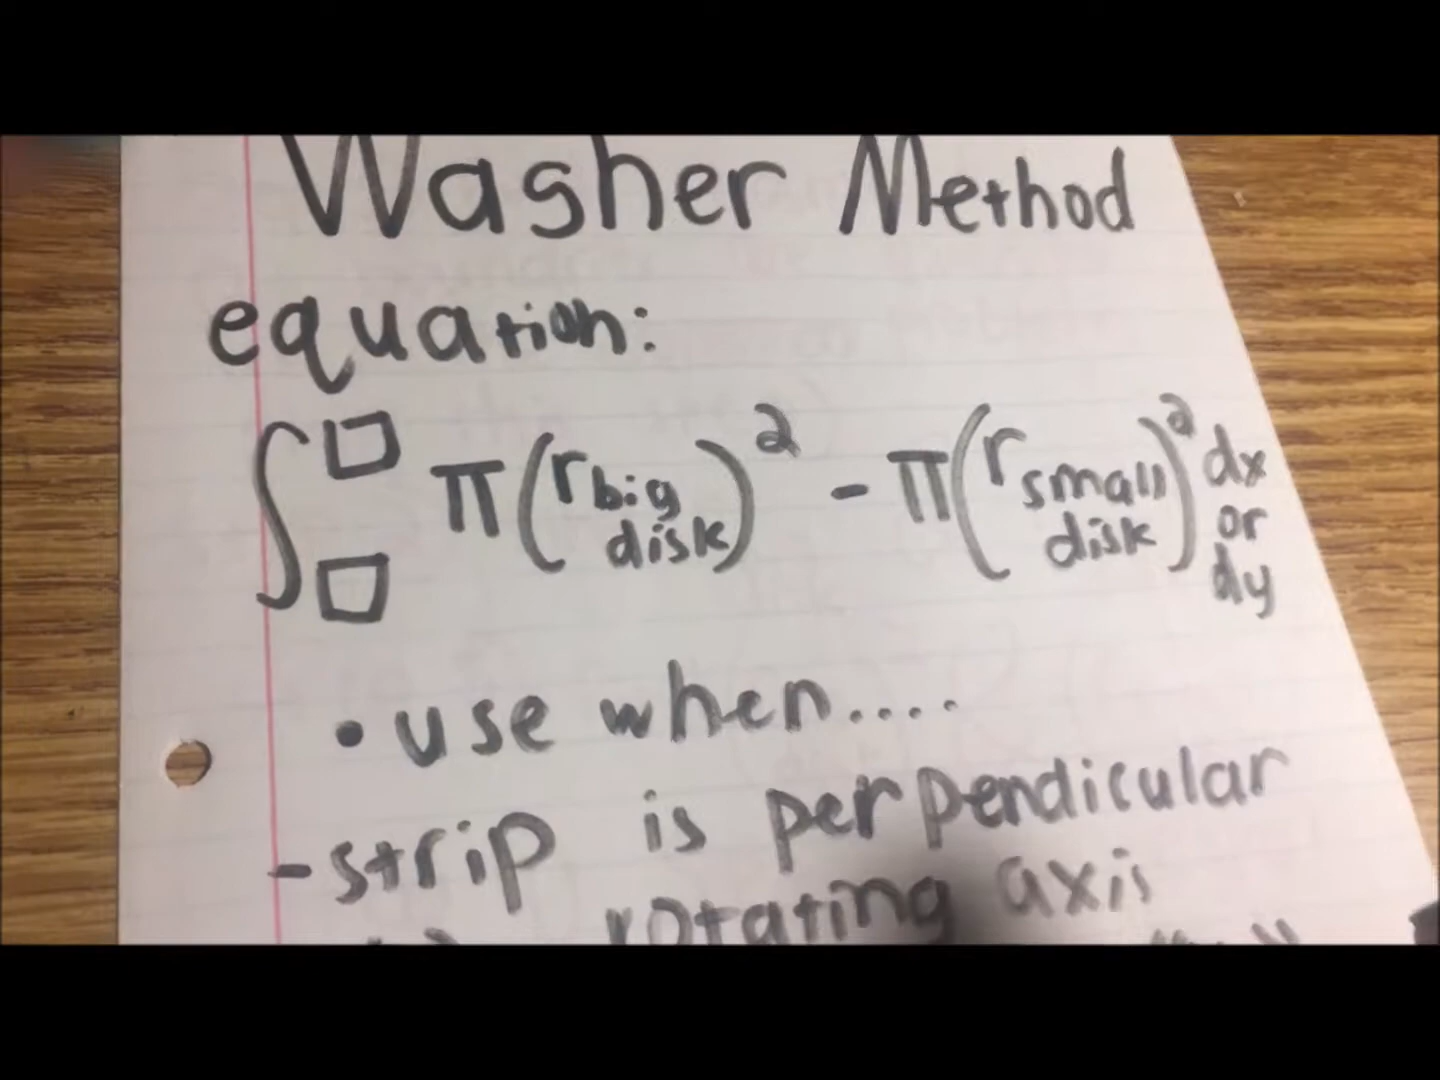 Washer Method
equation:
∫□□ π(r big disk)² - π(r small disk)² dx or dy
• use when....
- strip is perpendicular
rotating axis